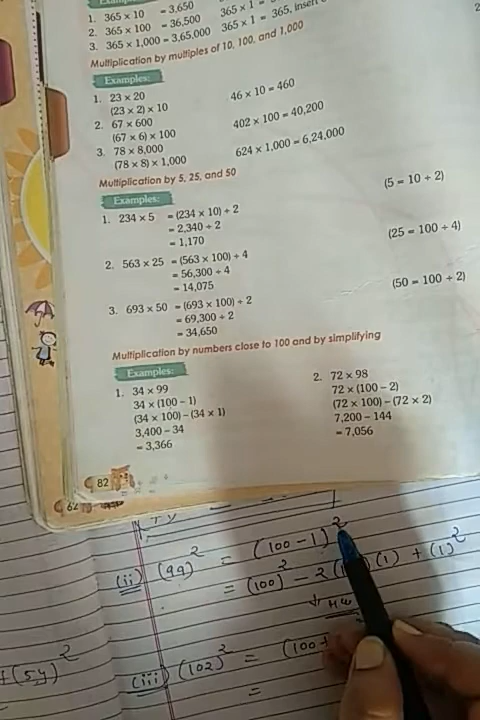 1. 365 × 10 = 3,650 365 × 1 =
2. 365 × 100 = 36,500
3. 365 × 1,000 = 3,65,000 365 × 1 = 365, insert
Multiplication by multiples of 10, 100, and 1,000
Examples:
1. 23 × 20
(23 × 2) × 10 46 × 10 = 460
2. 67 × 600
(67 × 6) × 100 402 × 100 = 40,200
3. 78 × 8,000
(78 × 8) × 1,000 624 × 1,000 = 6,24,000
Multiplication by 5, 25, and 50
Examples:
1. 234 × 5 = (234 × 10) ÷ 2 (5 = 10 ÷ 2)
= 2,340 ÷ 2
= 1,170
2. 563 × 25 = (563 × 100) ÷ 4 (25 = 100 ÷ 4)
= 56,300 ÷ 4
= 14,075
3. 693 × 50 = (693 × 100) ÷ 2 (50 = 100 ÷ 2)
= 69,300 ÷ 2
= 34,650
Multiplication by numbers close to 100 and by simplifying
Examples:
1. 34 × 99
34 × (100 – 1)
(34 × 100) – (34 × 1)
3,400 – 34
= 3,366
2. 72 × 98
72 × (100 – 2)
(72 × 100) – (72 × 2)
7,200 – 144
= 7,056
82
62
(ii) (99)² = (100 - 1)²
= (100)² - 2 (1) + (1)²
(iii) (102)² = (100 +
=
+ (5y)²